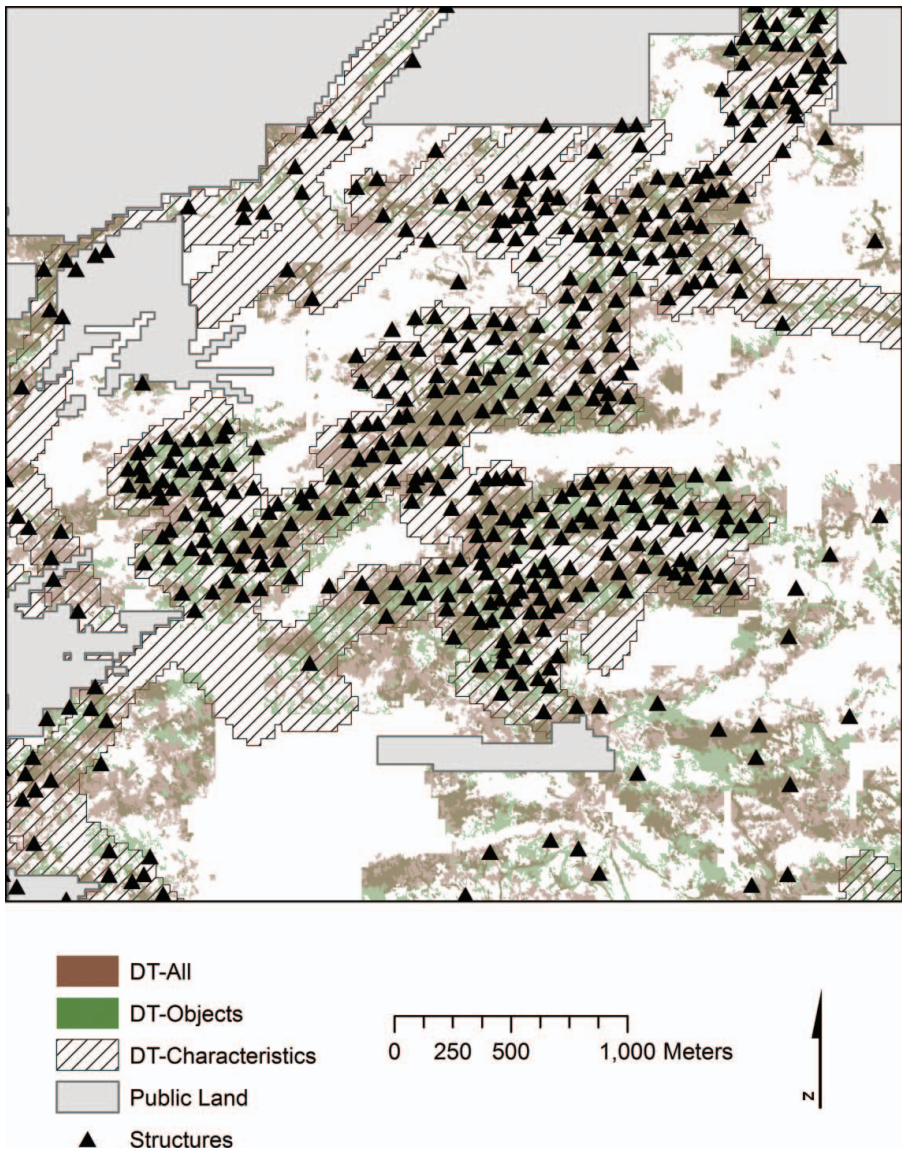 DT-All
DT-Objects
DT-Characteristics
Public Land
Structures
0 250 500 1,000 Meters
N